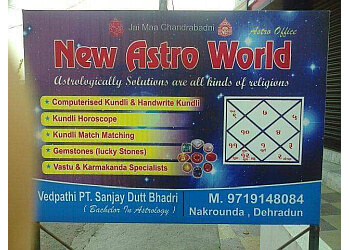 Jai Maa Chandrabadni
Astro Office
New Astro World
Astrologically Solutions are all kinds of religions
Computerised Kundli & Handwrite Kundli
Kundli Horoscope
Kundli Match Matching
Gemstones (lucky Stones)
Vastu & Karmakanda Specialists
Vedpathi PT. Sanjay Dutt Bhadri
( Bachelor In Astrology )
M. 9719148084
Nakrounda , Dehradun